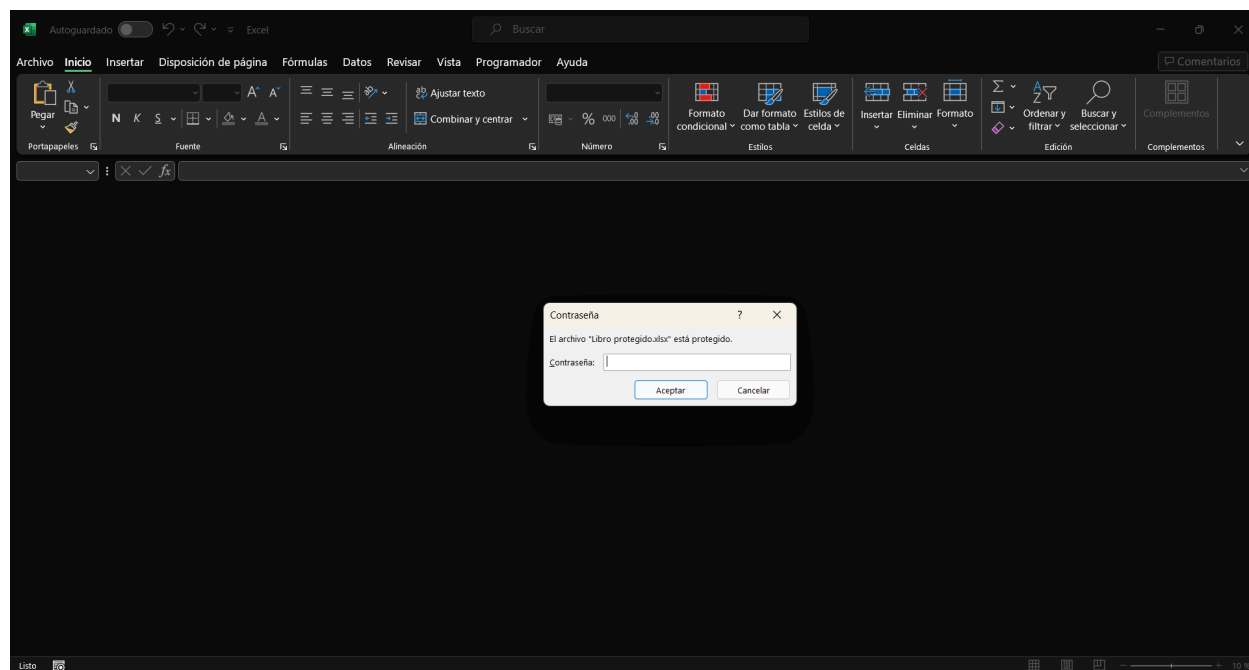 Autoguardado Excel Buscar
Archivo Inicio Insertar Disposición de página Fórmulas Datos Revisar Vista Programador Ayuda Comentarios
Pegar
N K S A
A^ A˅
Ajustar texto
Combinar y centrar
% 000
Formato condicional
Dar formato como tabla
Estilos de celda
Insertar Eliminar Formato
Ordenar y filtrar
Buscar y seleccionar
Complementos
Portapapeles Fuente Alineación Número Estilos Celdas Edición Complementos
fx
Contraseña ?
El archivo "Libro protegido.xlsx" está protegido.
Contraseña:
Aceptar Cancelar
Listo